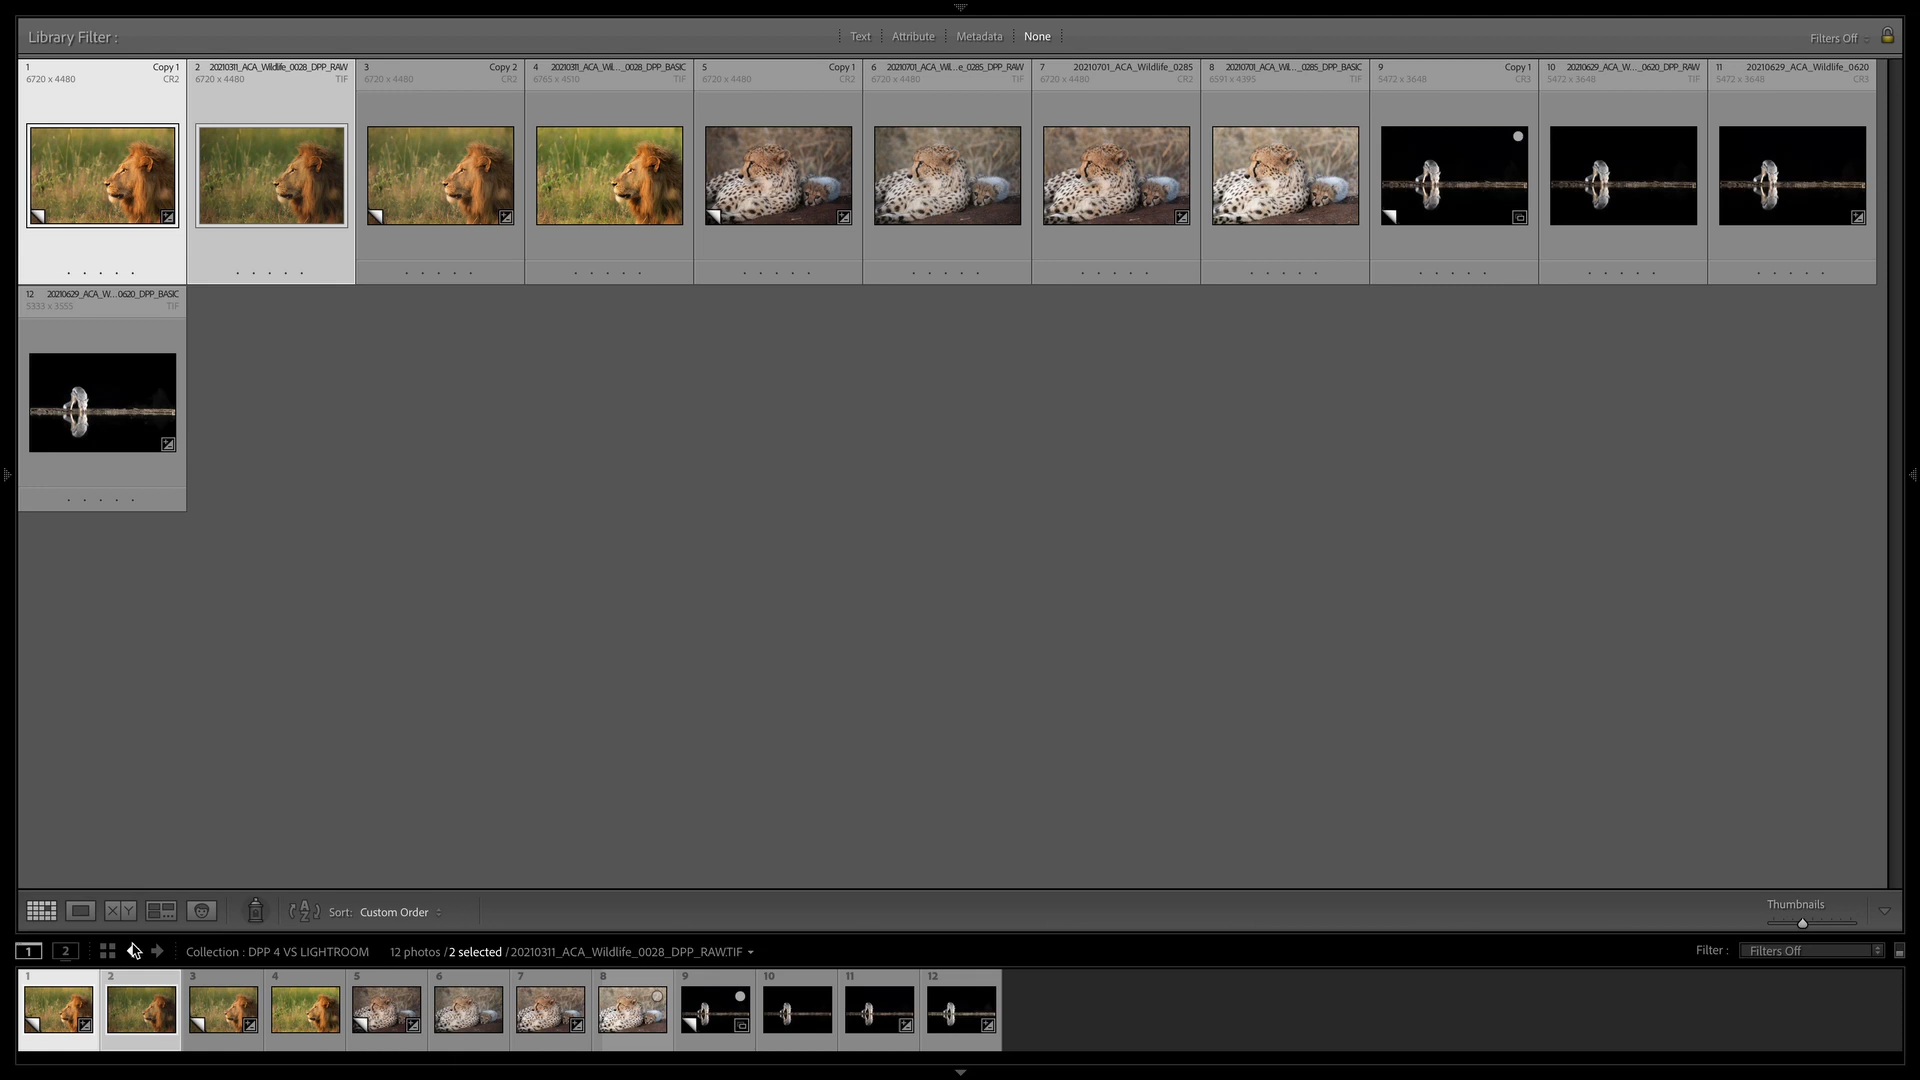 Library Filter :
Text
Attribute
Metadata
None
Filters Off
1 Copy 1
6720 x 4480 CR2
2 20210311_ACA_Wildlife_0028_DPP_RAW
6720 x 4480 TIF
3 Copy 2
6720 x 4480 CR2
4 20210311_ACA_Wil..._0028_DPP_BASIC
6765 x 4510 TIF
5 Copy 1
6720 x 4480 CR2
6 20210701_ACA_Wil...e_0285_DPP_RAW
6720 x 4480 TIF
7 20210701_ACA_Wildlife_0285
6720 x 4480 CR2
8 20210701_ACA_Wil..._0285_DPP_BASIC
6591 x 4395 TIF
9 Copy 1
5472 x 3648 CR3
10 20210629_ACA_W..._0620_DPP_RAW
5472 x 3648 TIF
11 20210629_ACA_Wildlife_0620
5472 x 3648 CR3
12 20210629_ACA_W...0620_DPP_BASIC
5333 x 3555 TIF
X Y
A Z
Sort: Custom Order
Thumbnails
1 2
Collection : DPP 4 VS LIGHTROOM
12 photos / 2 selected / 20210311_ACA_Wildlife_0028_DPP_RAW.TIF
Filter : Filters Off
1 2 3 4 5 6 7 8 9 10 11 12